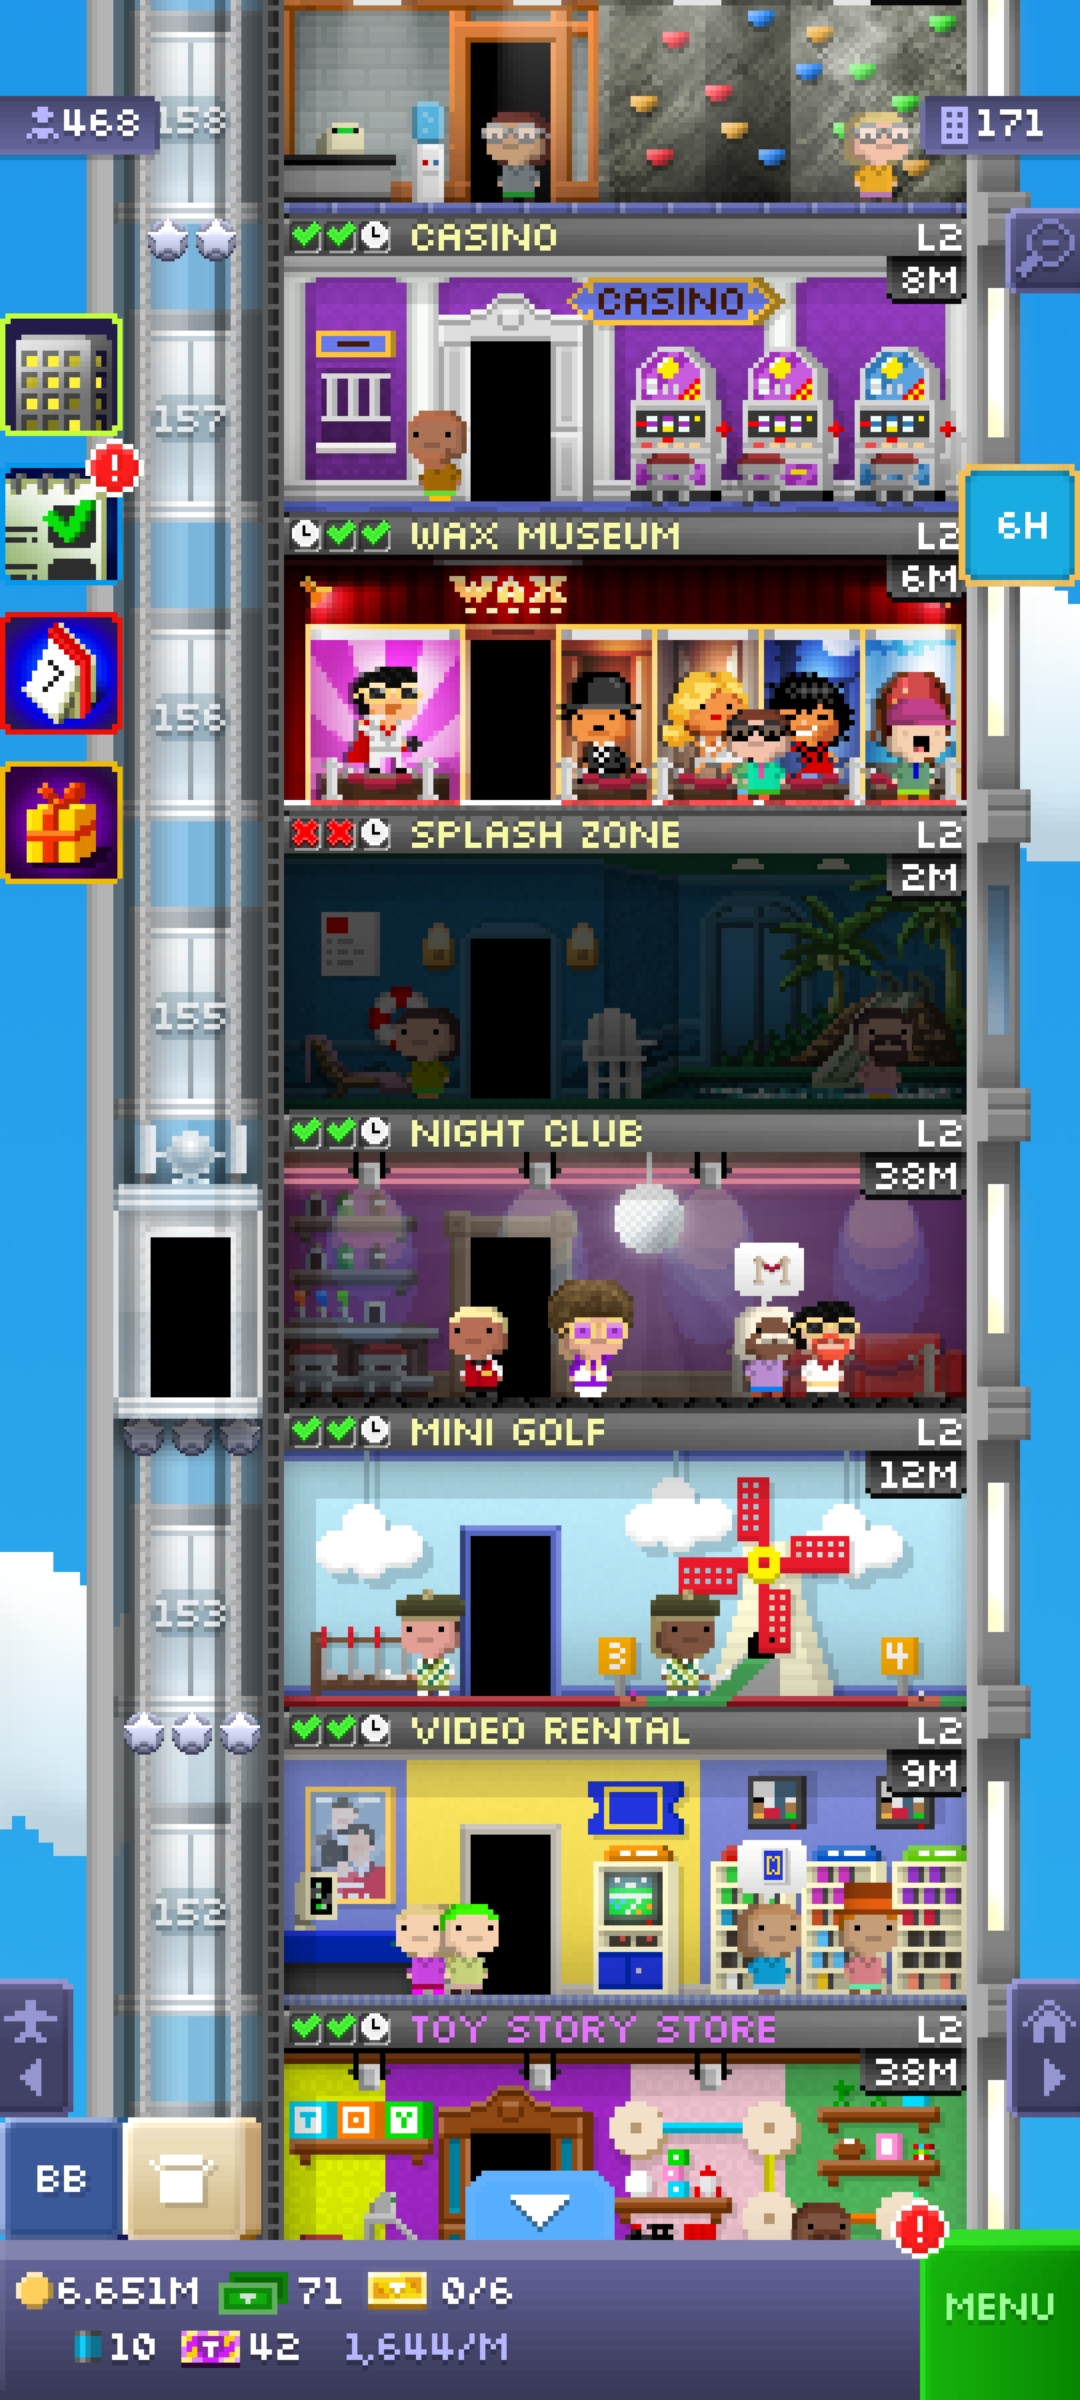 468
158
171
CASINO
L2
8M
CASINO
157
6H
WAX MUSEUM
L2
6M
WAX
156
SPLASH ZONE
L2
2M
155
NIGHT CLUB
L2
38M
M
MINI GOLF
L2
12M
153
3
4
VIDEO RENTAL
L2
9M
152
TOY STORY STORE
L2
38M
TOY
BB
6.651M
71
0/6
MENU
10
T
42
1,644/M